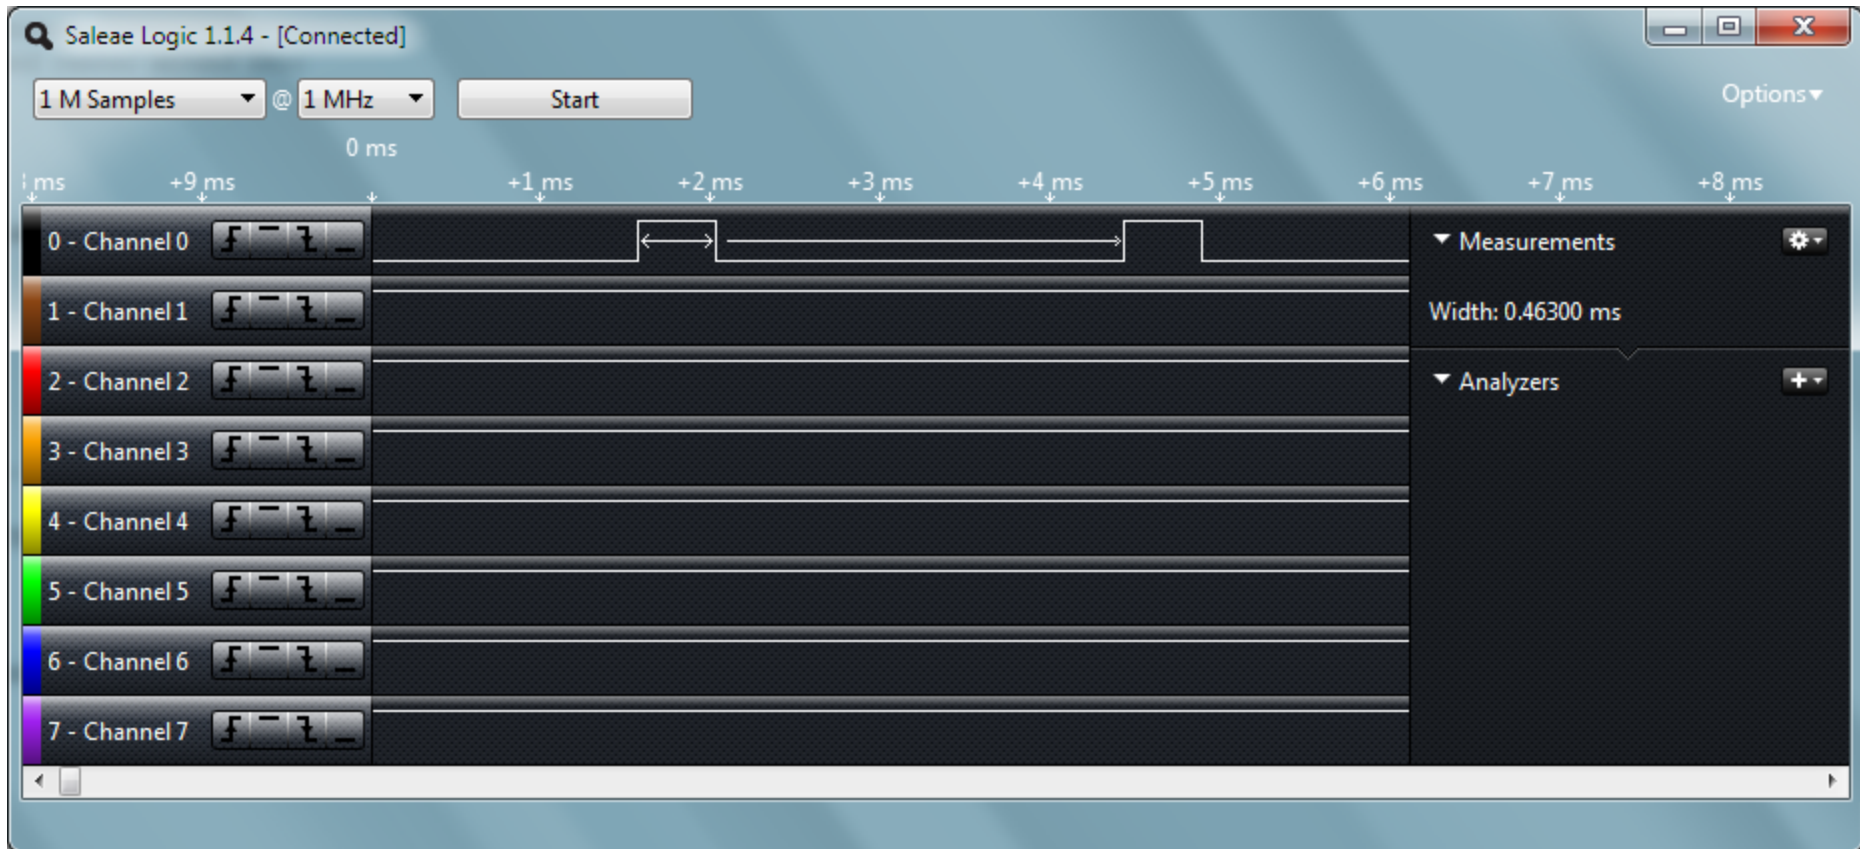 Saleae Logic 1.1.4 - [Connected]
1 M Samples @ 1 MHz Start Options
0 ms
ms +9 ms +1 ms +2 ms +3 ms +4 ms +5 ms +6 ms +7 ms +8 ms
0 - Channel 0 Measurements
1 - Channel 1 Width: 0.46300 ms
2 - Channel 2 Analyzers
3 - Channel 3
4 - Channel 4
5 - Channel 5
6 - Channel 6
7 - Channel 7